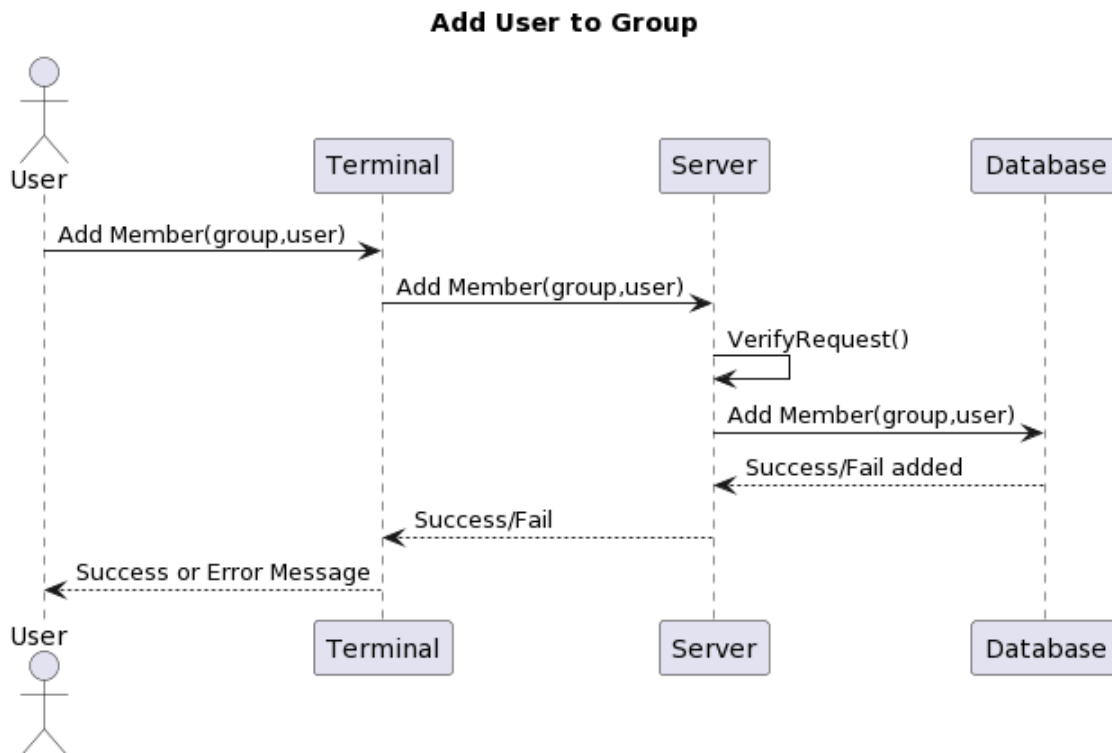 Add User to Group
User
Terminal
Server
Database
Add Member(group,user)
Add Member(group,user)
VerifyRequest()
Add Member(group,user)
Success/Fail added
Success/Fail
Success or Error Message
User
Terminal
Server
Database